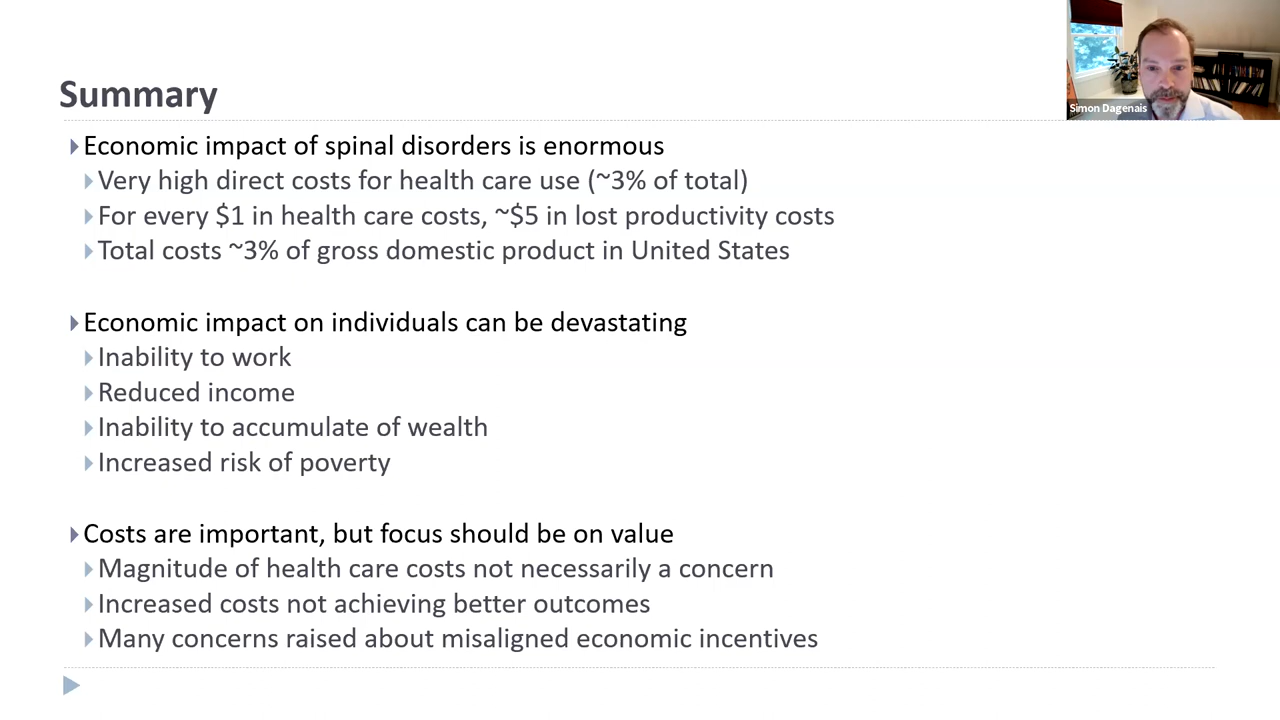 Simon Dagenais
Summary
Economic impact of spinal disorders is enormous
Very high direct costs for health care use (~3% of total)
For every $1 in health care costs, ~$5 in lost productivity costs
Total costs ~3% of gross domestic product in United States
Economic impact on individuals can be devastating
Inability to work
Reduced income
Inability to accumulate of wealth
Increased risk of poverty
Costs are important, but focus should be on value
Magnitude of health care costs not necessarily a concern
Increased costs not achieving better outcomes
Many concerns raised about misaligned economic incentives